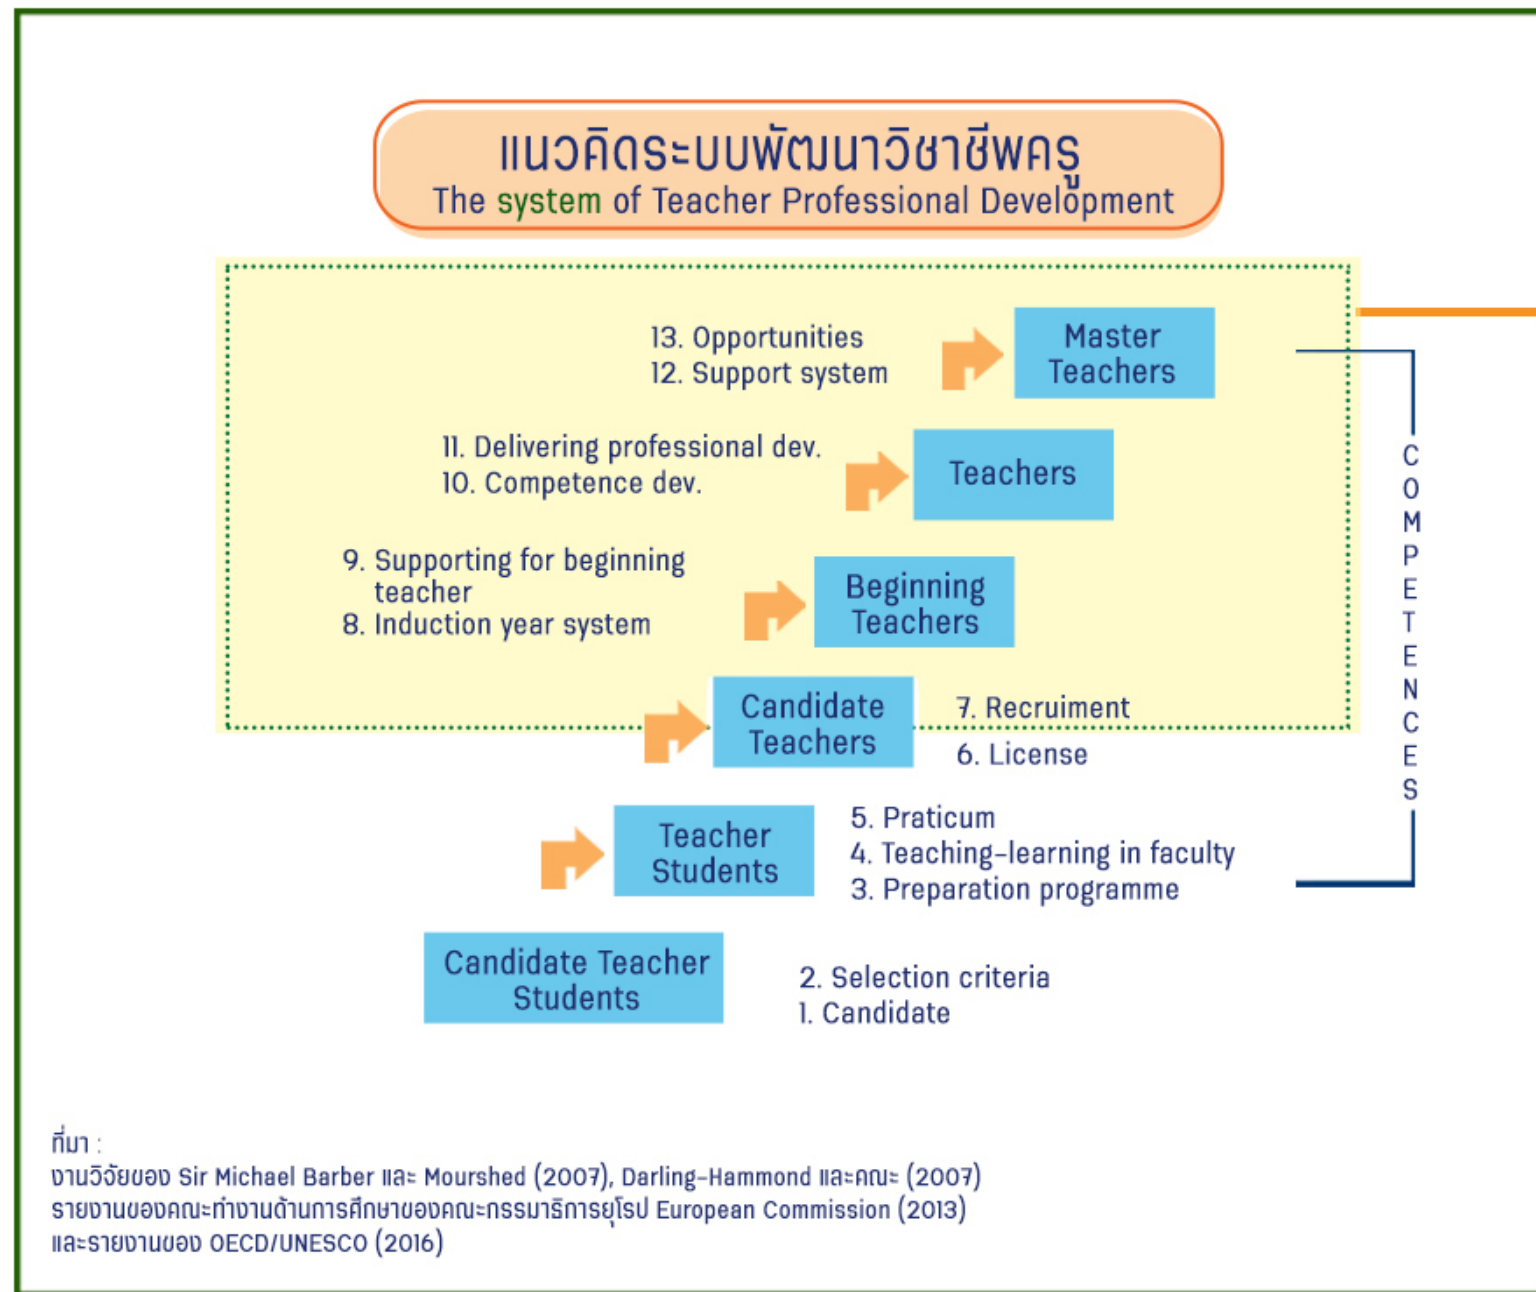 แนวคิดระบบพัฒนาวิชาชีพครู
The system of Teacher Professional Development
13. Opportunities
12. Support system
Master
Teachers
11. Delivering professional dev.
10. Competence dev.
Teachers
9. Supporting for beginning
teacher
8. Induction year system
Beginning
Teachers
Candidate
Teachers
7. Recruiment
6. License
Teacher
Students
5. Praticum
4. Teaching-learning in faculty
3. Preparation programme
Candidate Teacher
Students
2. Selection criteria
1. Candidate
COMPETENCES
ที่มา :
งานวิจัยของ Sir Michael Barber และ Mourshed (2007), Darling-Hammond และคณะ (2007)
รายงานของคณะทำงานด้านการศึกษาของคณะกรรมาธิการยุโรป European Commission (2013)
และรายงานของ OECD/UNESCO (2016)